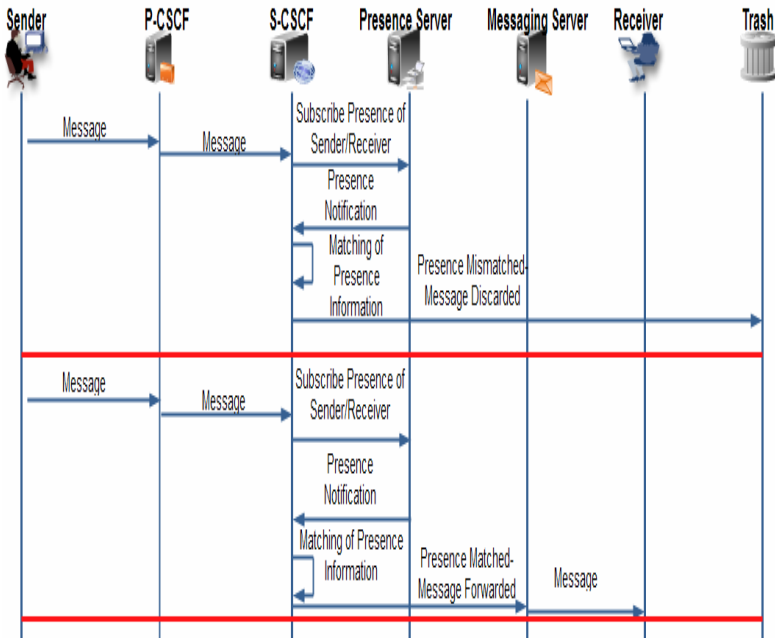 Sender P-CSCF S-CSCF Presence Server Messaging Server Receiver Trash
Message
Message
Subscribe Presence of
Sender/Receiver
Presence
Notification
Matching of
Presence
Information
Presence Mismatched-
Message Discarded
Message
Message
Subscribe Presence of
Sender/Receiver
Presence
Notification
Matching of Presence
Information
Presence Matched-
Message Forwarded
Message